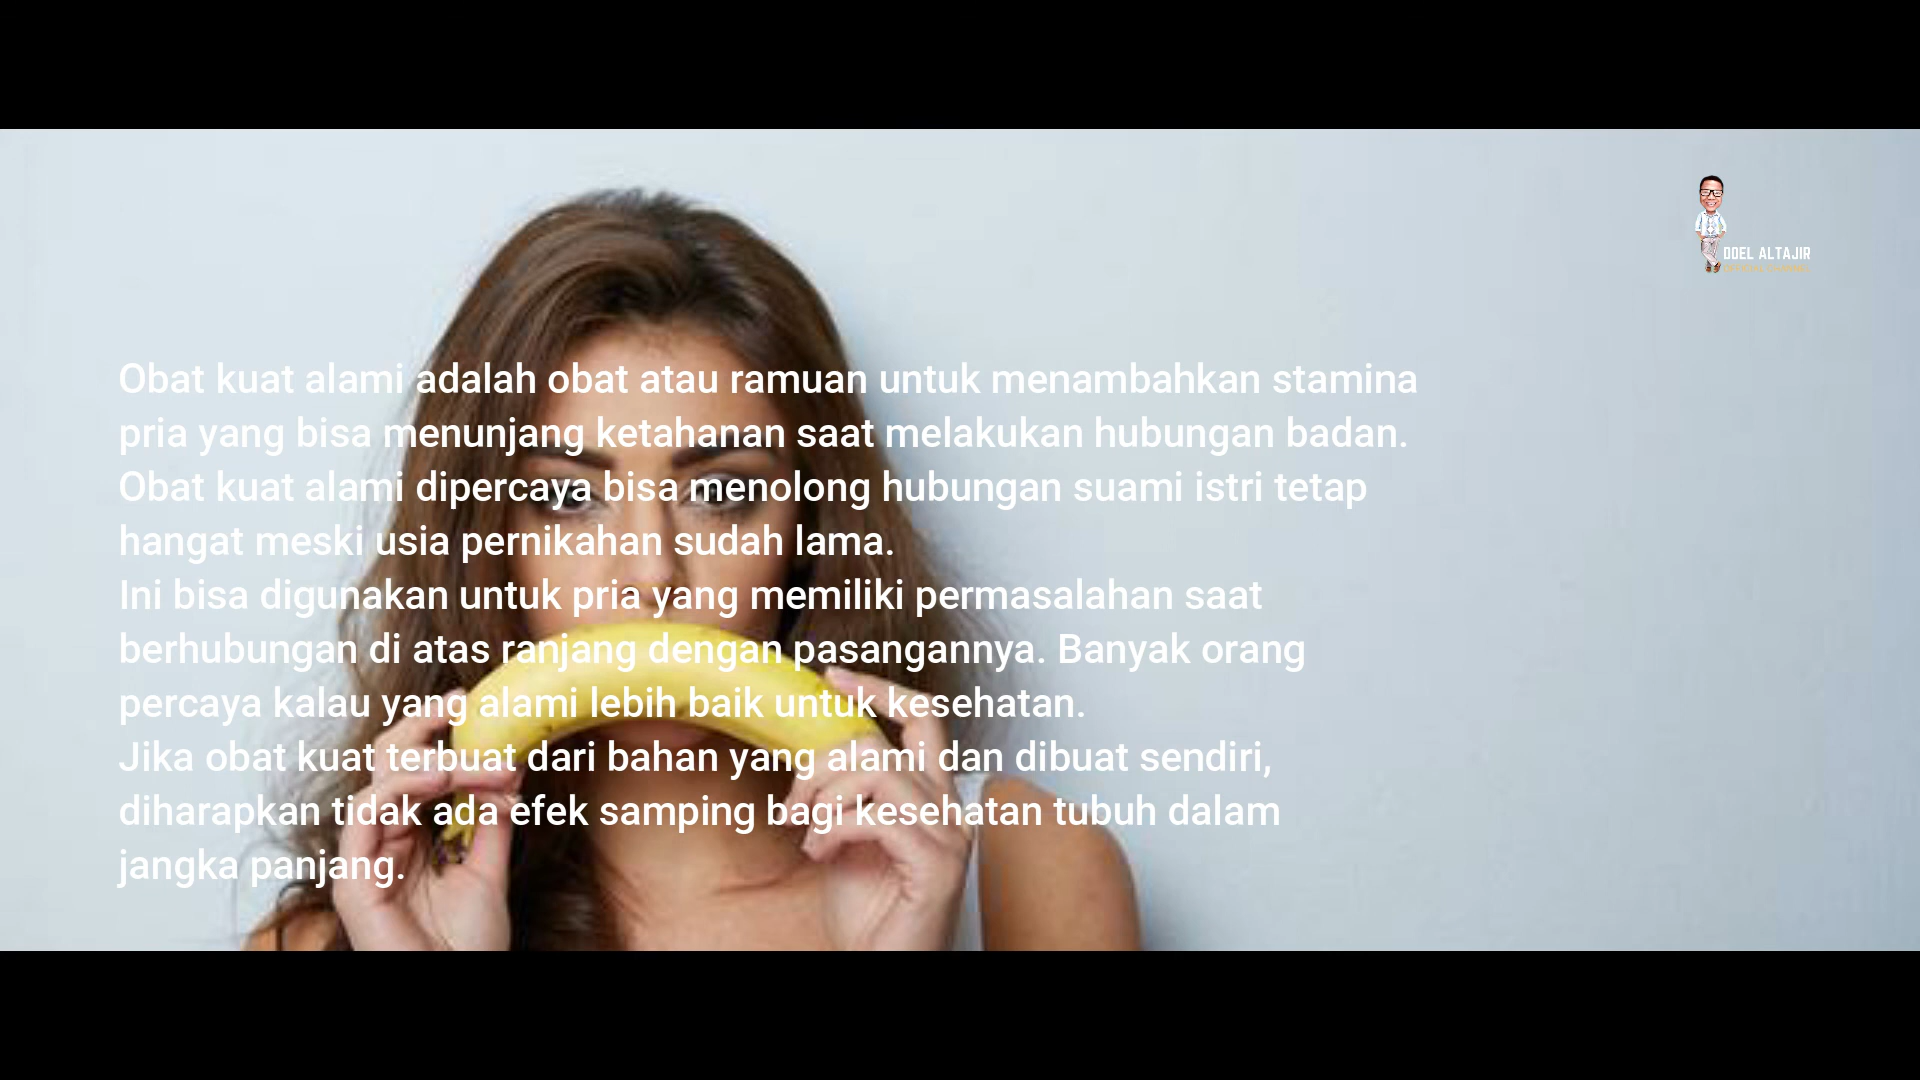 DOEL ALTAJIR
Obat kuat alami adalah obat atau ramuan untuk menambahkan stamina
pria yang bisa menunjang ketahanan saat melakukan hubungan badan.
Obat kuat alami dipercaya bisa menolong hubungan suami istri tetap
hangat meski usia pernikahan sudah lama.
Ini bisa digunakan untuk pria yang memiliki permasalahan saat
berhubungan di atas ranjang dengan pasangannya. Banyak orang
percaya kalau yang alami lebih baik untuk kesehatan.
Jika obat kuat terbuat dari bahan yang alami dan dibuat sendiri,
diharapkan tidak ada efek samping bagi kesehatan tubuh dalam
jangka panjang.